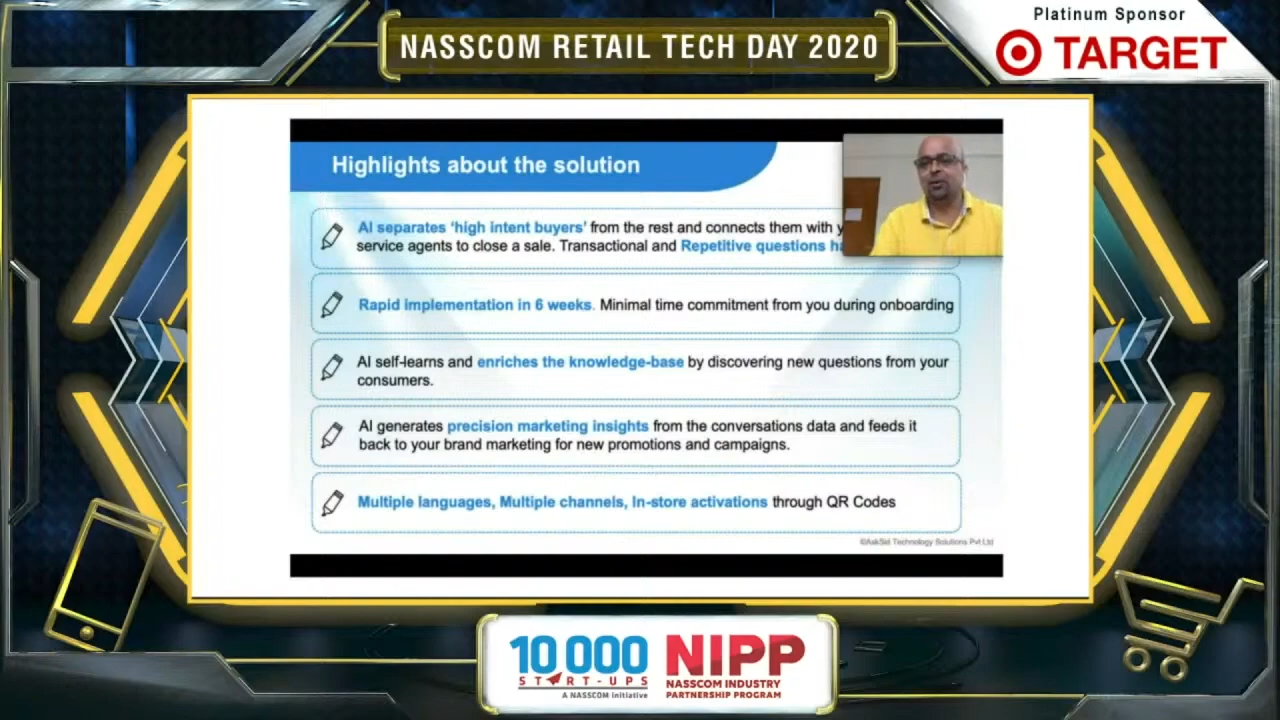 Platinum Sponsor
TARGET
NASSCOM RETAIL TECH DAY 2020
Highlights about the solution
AI separates ‘high intent buyers’ from the rest and connects them with
service agents to close a sale. Transactional and Repetitive questions
Rapid implementation in 6 weeks. Minimal time commitment from you during onboarding
AI self-learns and enriches the knowledge-base by discovering new questions from your
consumers.
AI generates precision marketing insights from the conversations data and feeds it
back to your brand marketing for new promotions and campaigns.
Multiple languages, Multiple channels, In-store activations through QR Codes
©AskSid Technology Solutions Pvt Ltd
10 000
START-UPS
A NASSCOM Initiative
NIPP
NASSCOM INDUSTRY
PARTNERSHIP PROGRAM